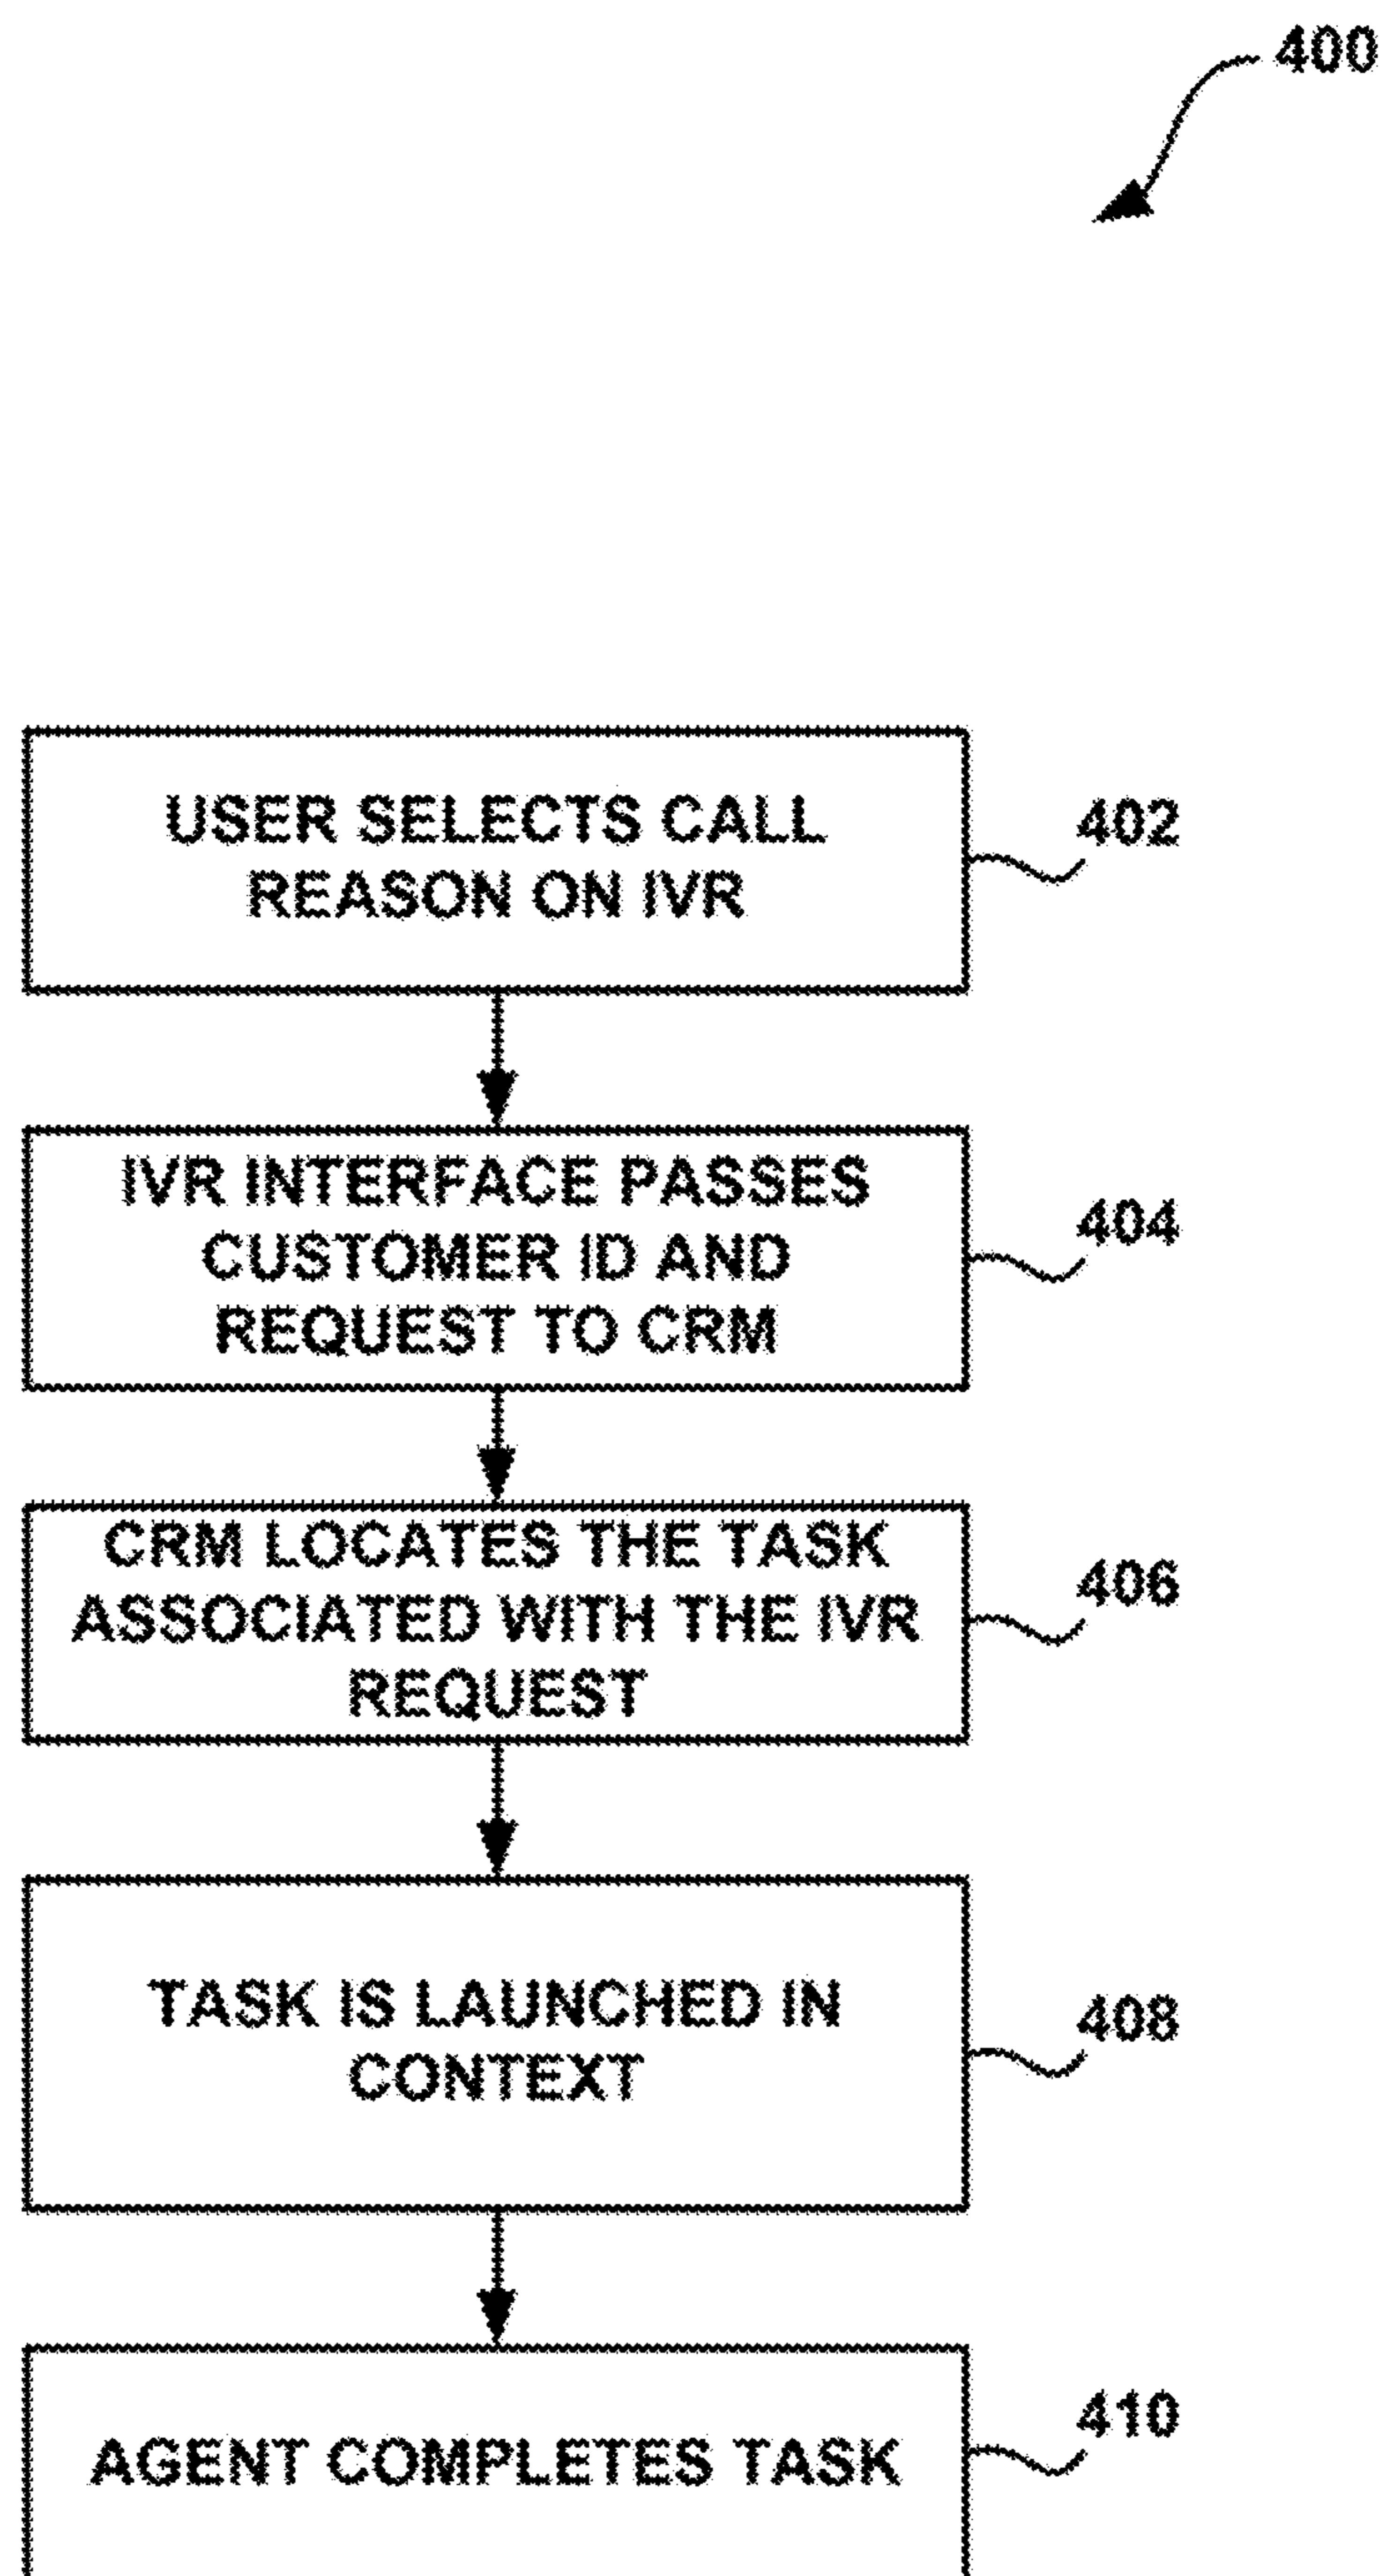 400
USER SELECTS CALL
REASON ON IVR
402
IVR INTERFACE PASSES
CUSTOMER ID AND
REQUEST TO CRM
404
CRM LOCATES THE TASK
ASSOCIATED WITH THE IVR
REQUEST
406
TASK IS LAUNCHED IN
CONTEXT
408
AGENT COMPLETES TASK
410